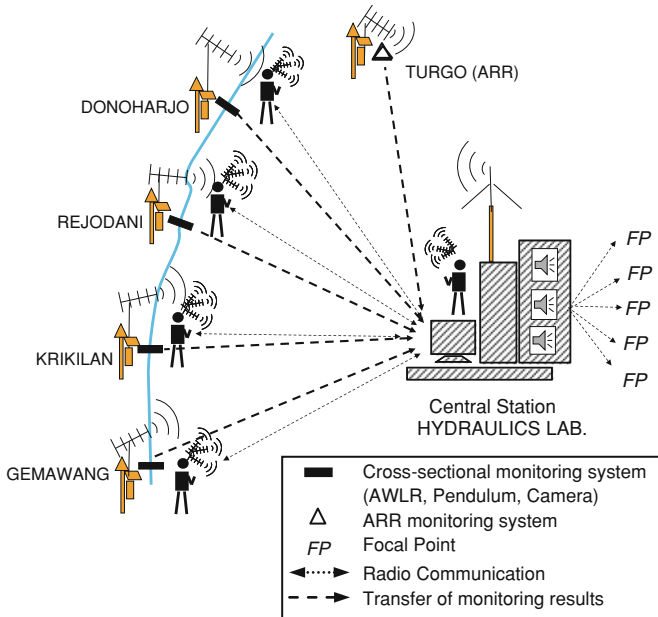 TURGO (ARR)
DONOHARJO
REJODANI
KRIKILAN
GEMAWANG
FP
FP
FP
FP
FP
Central Station
HYDRAULICS LAB.
Cross-sectional monitoring system
(AWLR, Pendulum, Camera)
ARR monitoring system
FP Focal Point
Radio Communication
Transfer of monitoring results